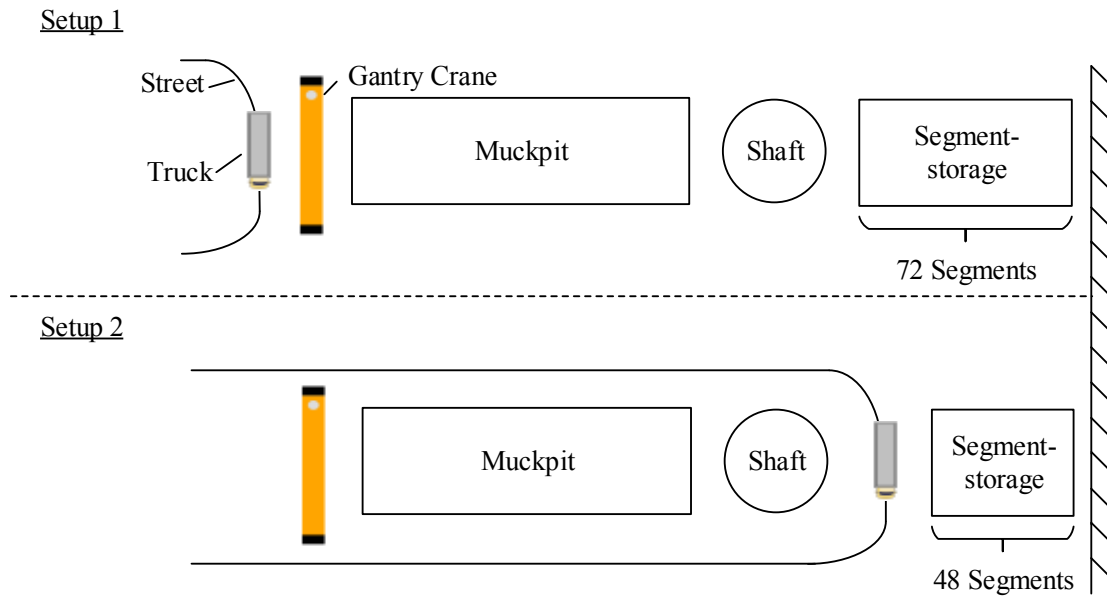 Setup 1
Street
Gantry Crane
Truck
Muckpit
Shaft
Segment-
storage
72 Segments
Setup 2
Muckpit
Shaft
Segment-
storage
48 Segments